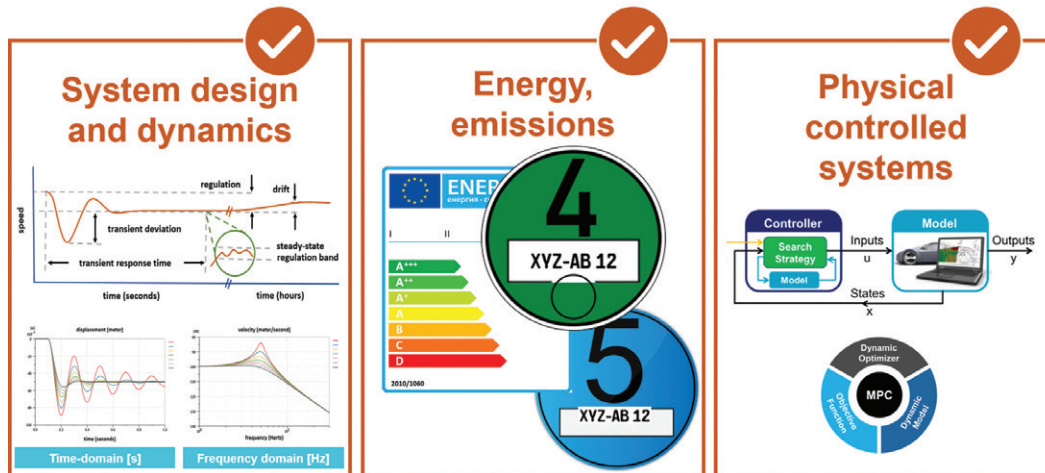 System design
and dynamics
regulation
drift
speed
transient deviation
steady-state
regulation band
transient response time
time (seconds)
time (hours)
displacement (meter)
time (seconds)
velocity (meter/second)
frequency (Hertz)
Time-domain [s]
Frequency domain [Hz]
Energy,
emissions
ENER
енергия
I
II
A+++
A++
A+
A
B
C
D
2010/1060
4
XYZ-AB 12
5
XYZ-AB 12
Physical
controlled
systems
Controller
Model
Search
Strategy
Model
Inputs
u
Outputs
y
States
x
Dynamic
Optimizer
Objective
Function
MPC
Dynamic
Model